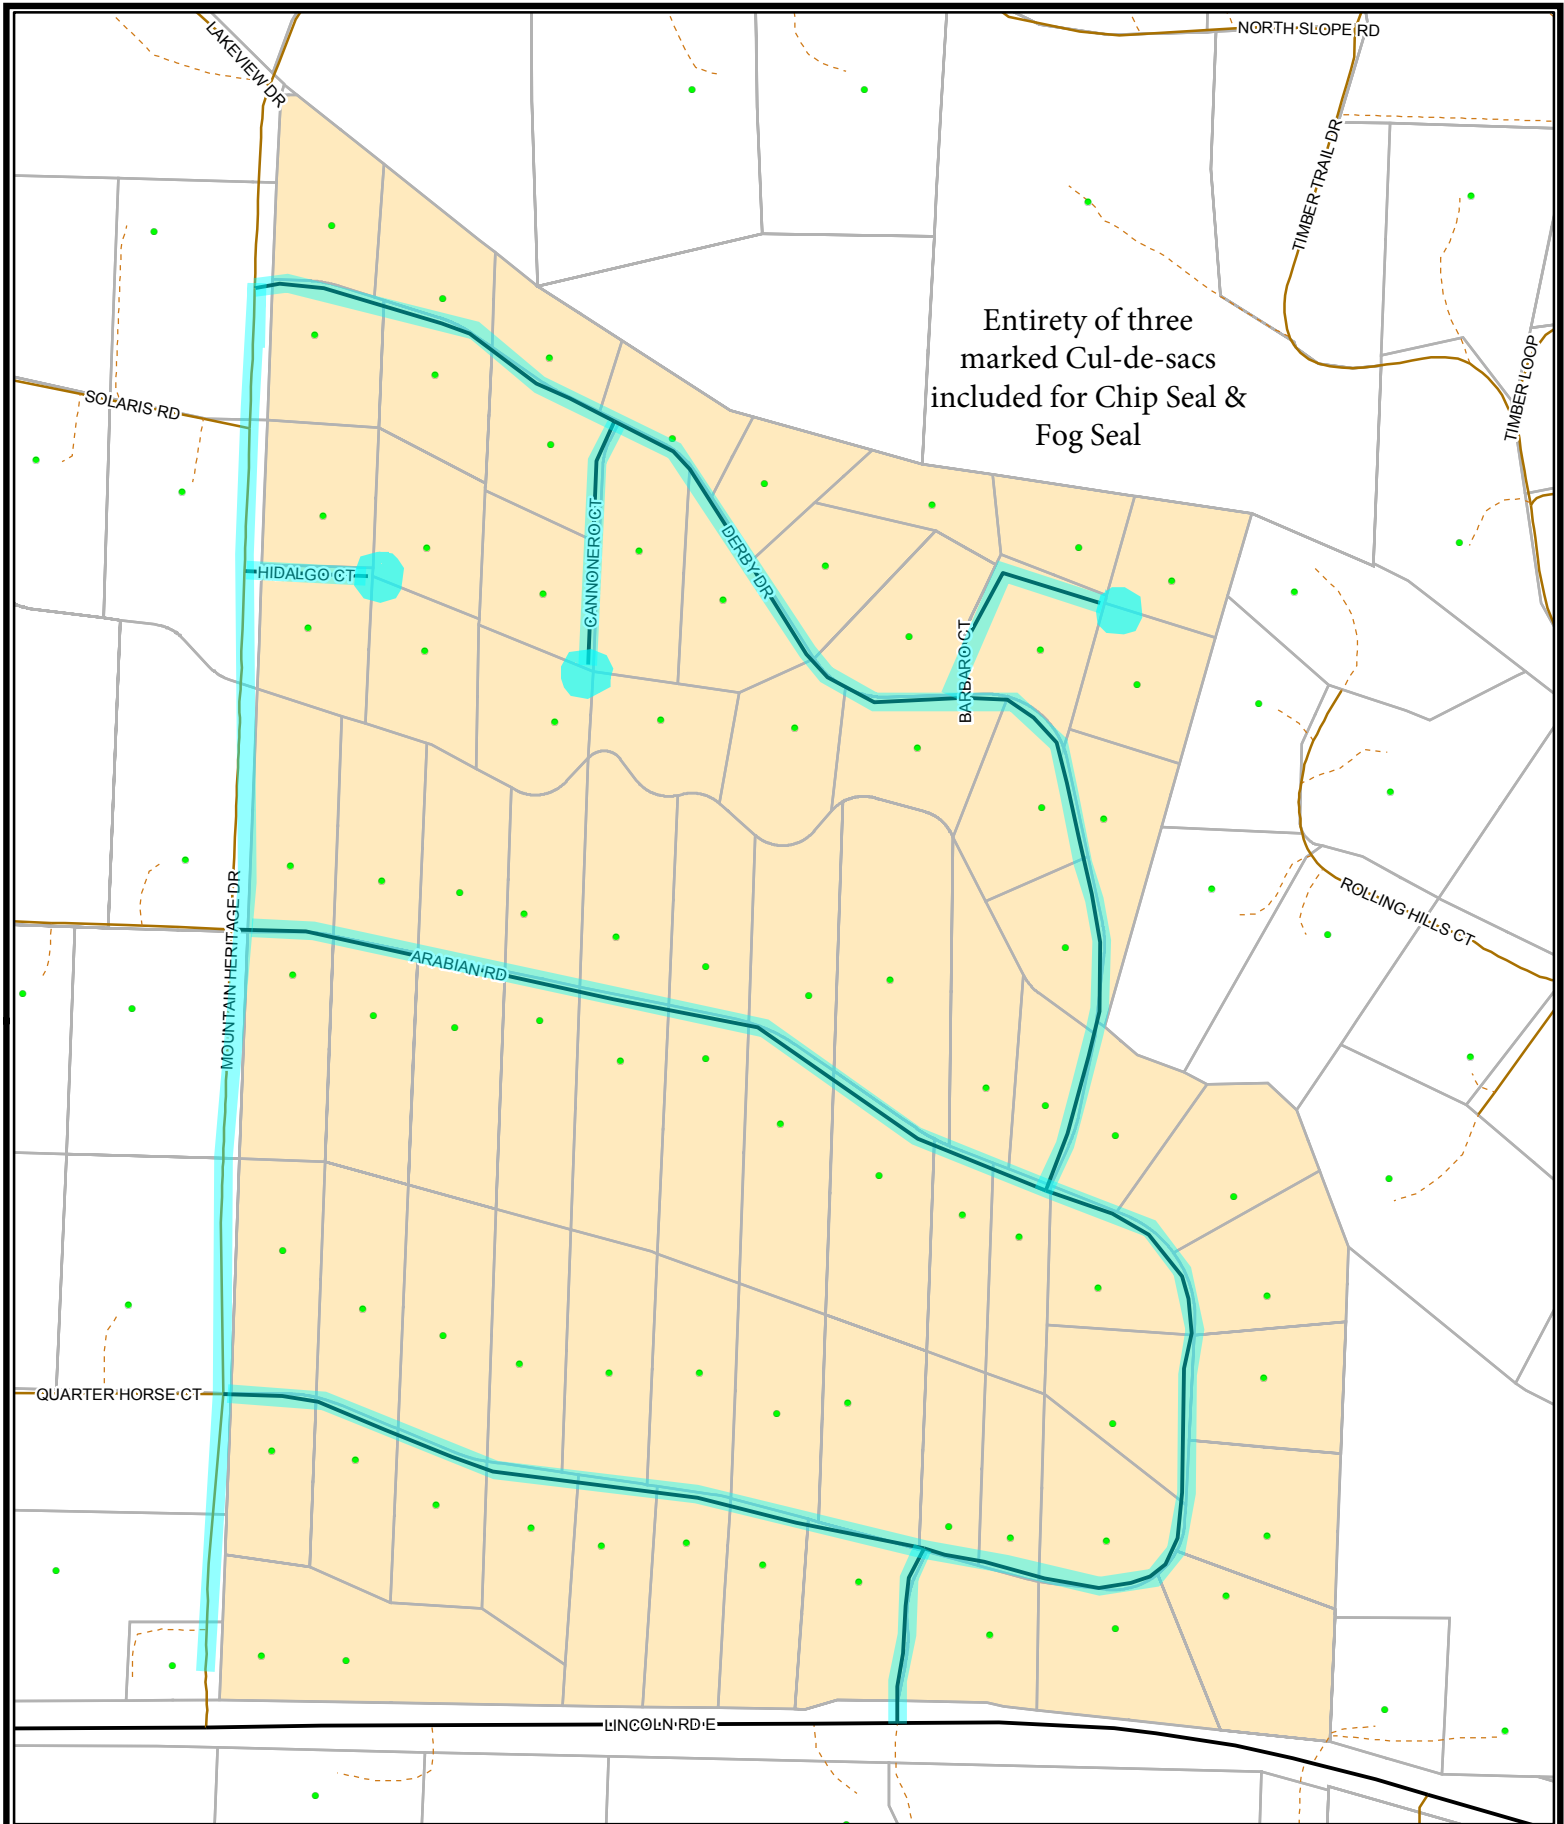 LAKEVIEW DR
NORTH SLOPE RD
TIMBER TRAIL DR
Entirety of three
marked Cul-de-sacs
included for Chip Seal &
Fog Seal
TIMBER LOOP
SOLARIS RD
HIDALGO CT
CANNONERO CT
DERBY DR
BARBARO CT
ROLLING HILLS CT
MOUNTAIN HERITAGE DR
ARABIAN RD
QUARTER HORSE CT
LINCOLN RD E